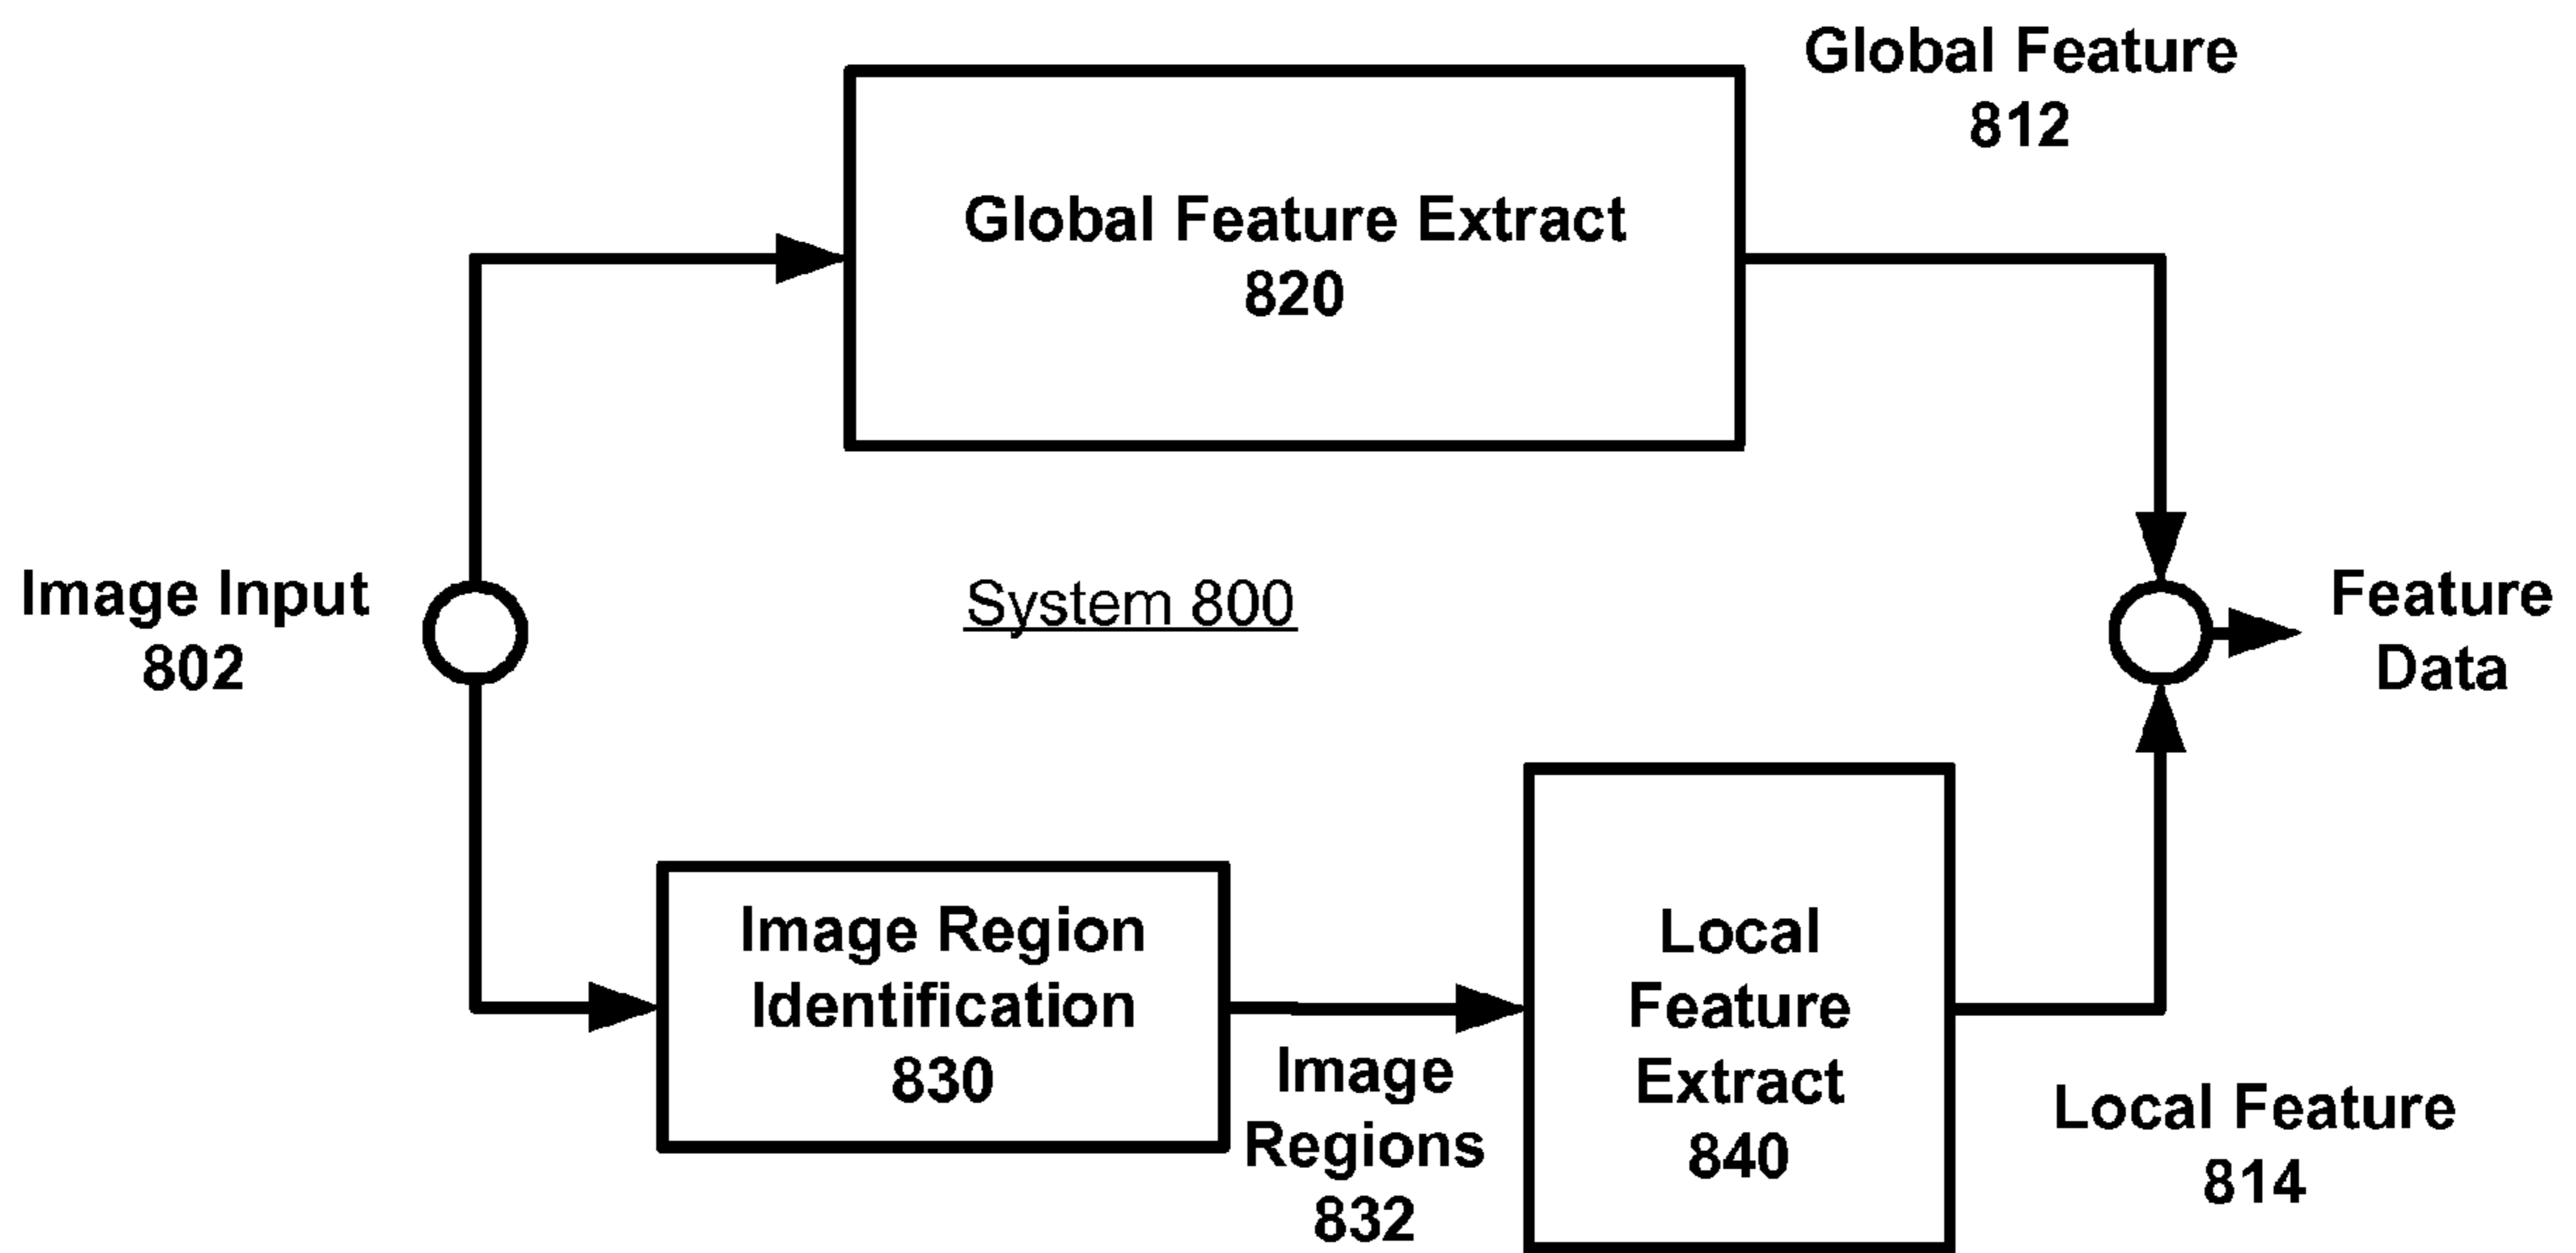 Global Feature
812
Global Feature Extract
820
Image Input
802
System 800
Feature
Data
Image Region
Identification
830
Image
Regions
832
Local
Feature
Extract
840
Local Feature
814